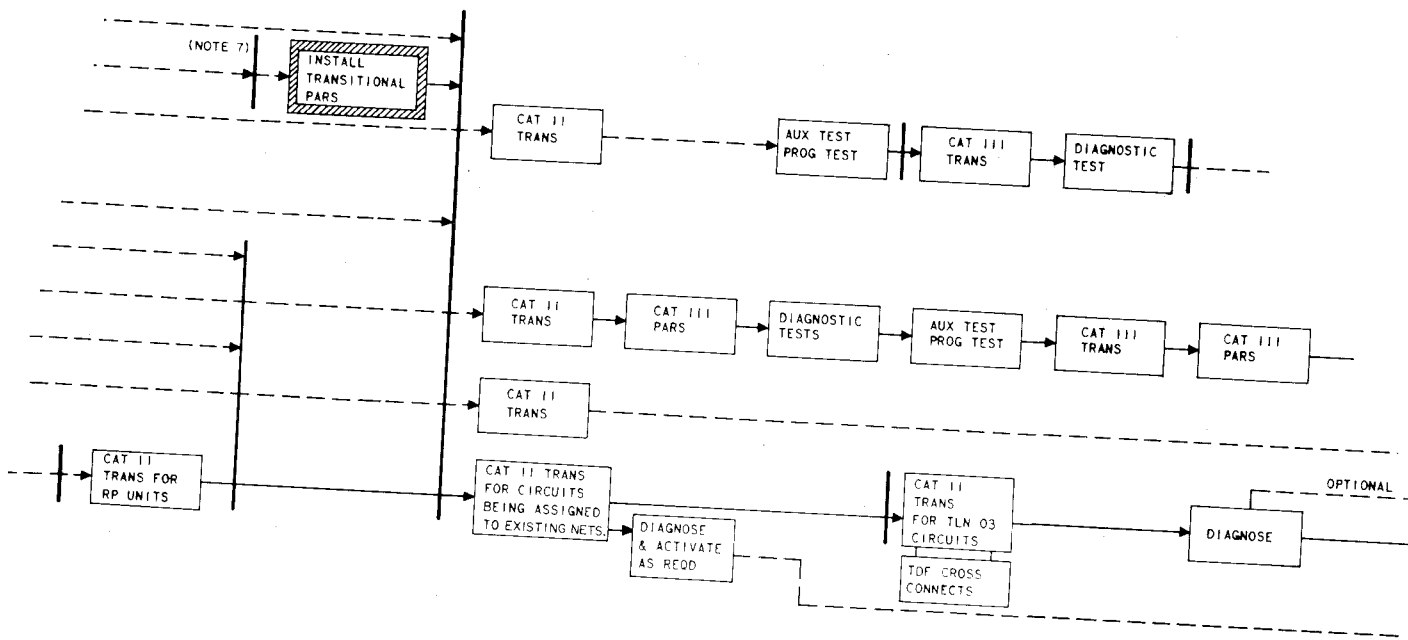 (NOTE 7)
INSTALL
TRANSITIONAL
PARS
CAT II
TRANS
AUX TEST
PROG TEST
CAT III
TRANS
DIAGNOSTIC
TEST
CAT II
TRANS
CAT III
PARS
DIAGNOSTIC
TESTS
AUX TEST
PROG TEST
CAT III
TRANS
CAT III
PARS
CAT II
TRANS
CAT II
TRANS FOR
RP UNITS
CAT II TRANS
FOR CIRCUITS
BEING ASSIGNED
TO EXISTING NETS.
DIAGNOSE
& ACTIVATE
AS REQD
CAT II
TRANS
FOR TLN 03
CIRCUITS
TDF CROSS
CONNECTS
OPTIONAL
DIAGNOSE